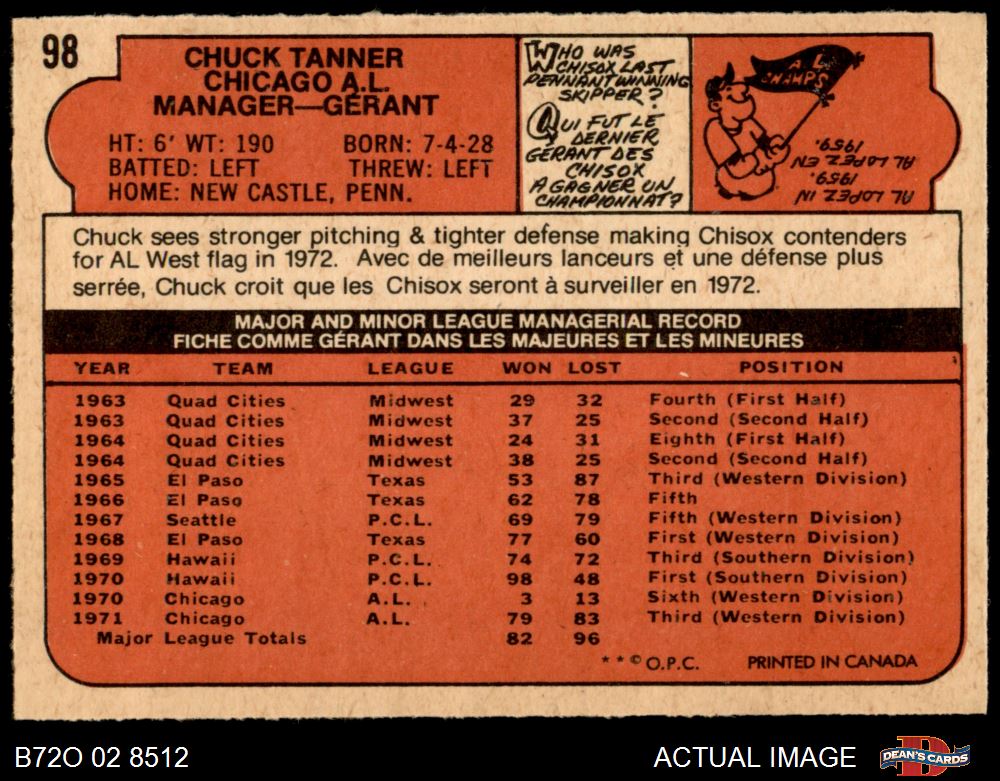 98
CHUCK TANNER
CHICAGO A.L.
MANAGER—GÉRANT
HT: 6' WT: 190 BORN: 7-4-28
BATTED: LEFT THREW: LEFT
HOME: NEW CASTLE, PENN.
WHO WAS
CHISOX LAST
PENNANT WINNING
SKIPPER?
QUI FUT LE
DERNIER
GÉRANT DES
CHISOX
A GAGNER UN
CHAMPIONNAT?
A L
CHAMPS
AL LOPEZ IN
1959.
AL LOPEZ EN
1959.
Chuck sees stronger pitching & tighter defense making Chisox contenders
for AL West flag in 1972. Avec de meilleurs lanceurs et une défense plus
serrée, Chuck croit que les Chisox seront à surveiller en 1972.
MAJOR AND MINOR LEAGUE MANAGERIAL RECORD
FICHE COMME GÉRANT DANS LES MAJEURES ET LES MINEURES
YEAR TEAM LEAGUE WON LOST POSITION
1963 Quad Cities Midwest 29 32 Fourth (First Half)
1963 Quad Cities Midwest 37 25 Second (Second Half)
1964 Quad Cities Midwest 24 31 Eighth (First Half)
1964 Quad Cities Midwest 38 25 Second (Second Half)
1965 El Paso Texas 53 87 Third (Western Division)
1966 El Paso Texas 62 78 Fifth
1967 Seattle P.C.L. 69 79 Fifth (Western Division)
1968 El Paso Texas 77 60 First (Western Division)
1969 Hawaii P.C.L. 74 72 Third (Southern Division)
1970 Hawaii P.C.L. 98 48 First (Southern Division)
1970 Chicago A.L. 3 13 Sixth (Western Division)
1971 Chicago A.L. 79 83 Third (Western Division)
Major League Totals 82 96
**© O.P.C. PRINTED IN CANADA
B72O 02 8512 ACTUAL IMAGE DEAN'S CARDS